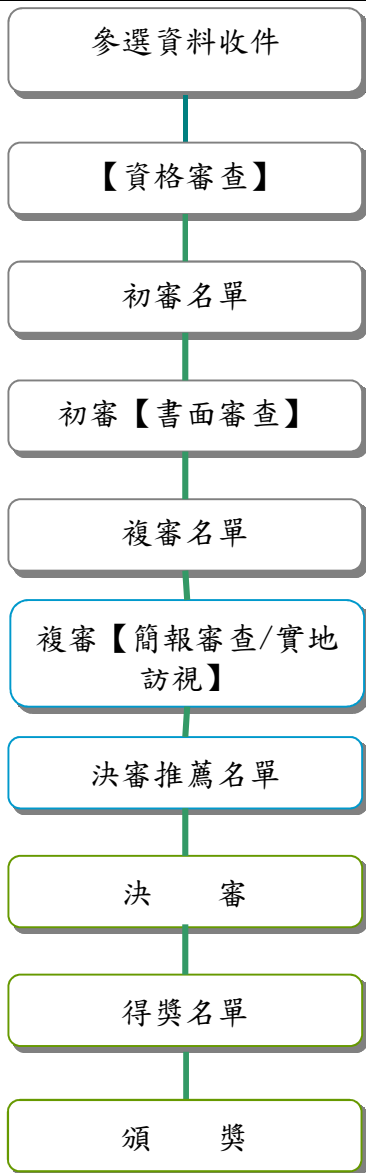 參選資料收件
【資格審查】
初審名單
初審【書面審查】
複審名單
複審【簡報審查/實地
訪視】
決審推薦名單
決　　審
得獎名單
頒　　獎